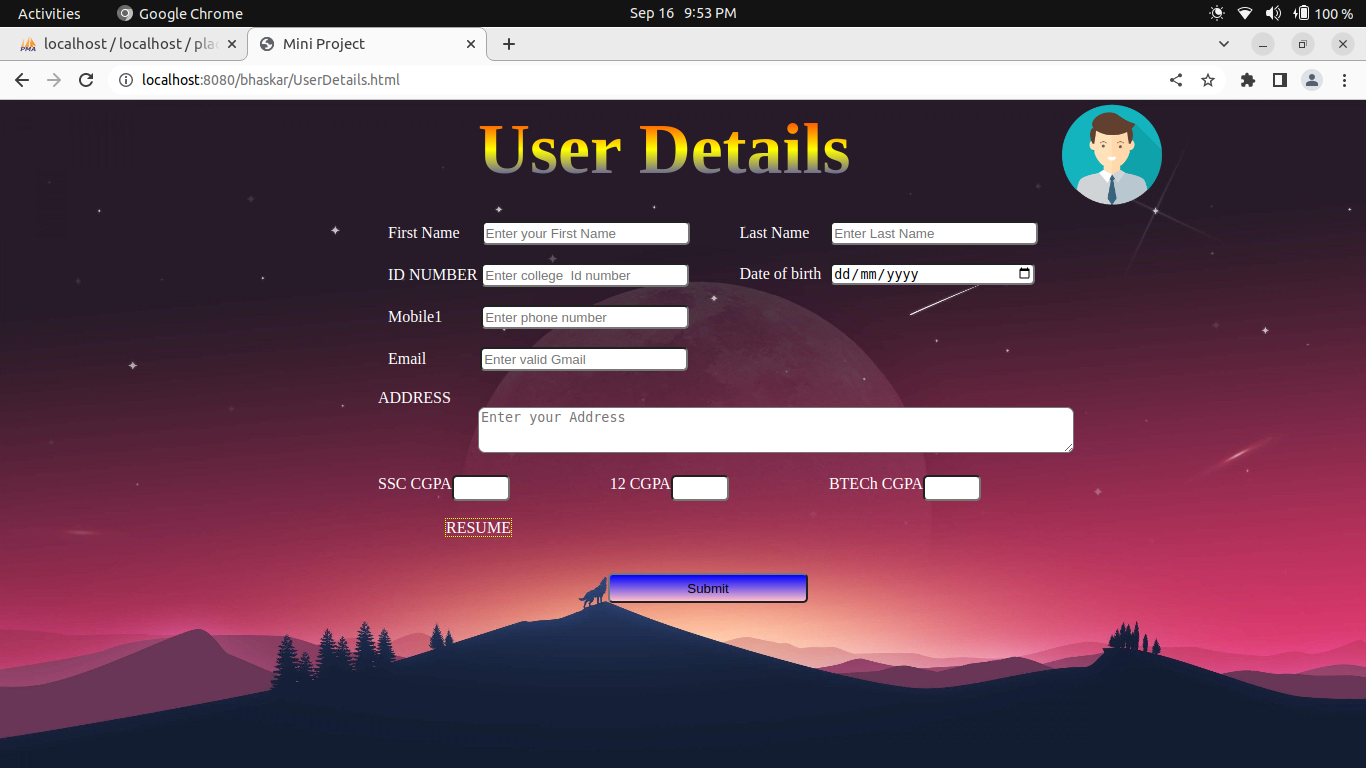 Activities Google Chrome Sep 16 9:53 PM 100 %
PMA localhost / localhost / pla Mini Project
localhost:8080/bhaskar/UserDetails.html
User Details
First Name Enter your First Name Last Name Enter Last Name
ID NUMBER Enter college Id number Date of birth dd/mm/yyyy
Mobile1 Enter phone number
Email Enter valid Gmail
ADDRESS
Enter your Address
SSC CGPA 12 CGPA BTECh CGPA
RESUME
Submit